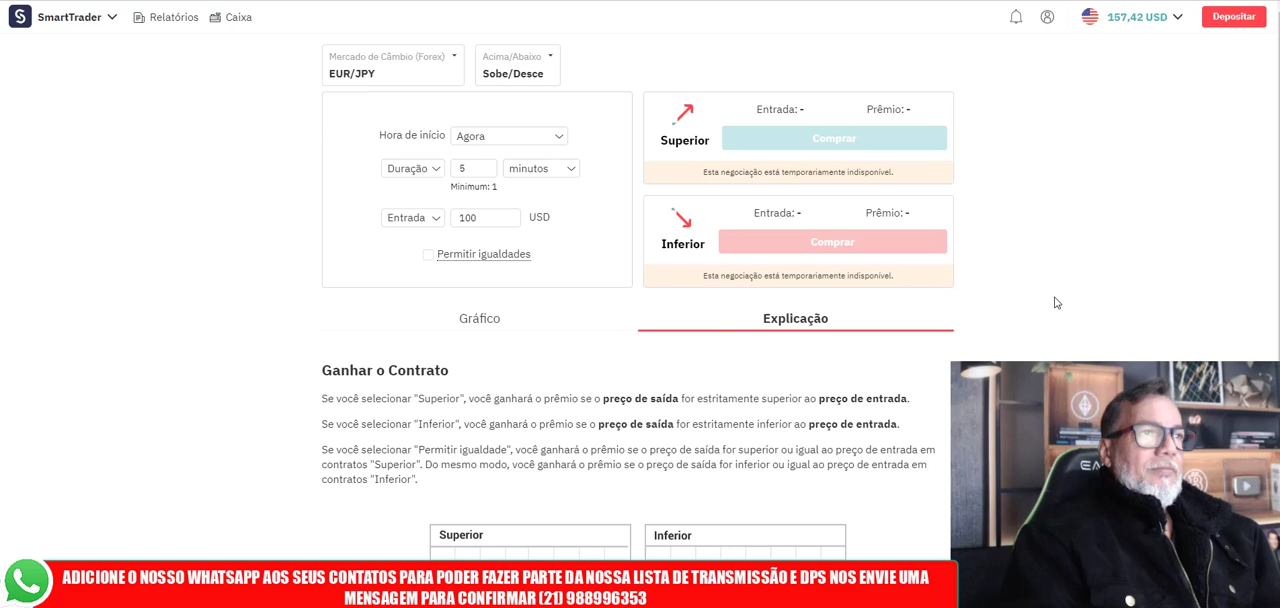 SmartTrader
Relatórios
Caixa
157,42 USD
Depositar
Mercado de Câmbio (Forex)
EUR/JPY
Acima/Abaixo
Sobe/Desce
Hora de início
Agora
Duração
5
minutos
Minimum: 1
Entrada
100
USD
Permitir igualdades
Superior
Entrada: -
Prêmio: -
Comprar
Esta negociação está temporariamente indisponível.
Inferior
Entrada: -
Prêmio: -
Comprar
Esta negociação está temporariamente indisponível.
Gráfico
Explicação
Ganhar o Contrato
Se você selecionar "Superior", você ganhará o prêmio se o preço de saída for estritamente superior ao preço de entrada.
Se você selecionar "Inferior", você ganhará o prêmio se o preço de saída for estritamente inferior ao preço de entrada.
Se você selecionar "Permitir igualdade", você ganhará o prêmio se o preço de saída for superior ou igual ao preço de entrada em
contratos "Superior". Do mesmo modo, você ganhará o prêmio se o preço de saída for inferior ou igual ao preço de entrada em
contratos "Inferior".
Superior
Inferior
ADICIONE O NOSSO WHATSAPP AOS SEUS CONTATOS PARA PODER FAZER PARTE DA NOSSA LISTA DE TRANSMISSÃO E DPS NOS ENVIE UMA
MENSAGEM PARA CONFIRMAR (21) 988996353